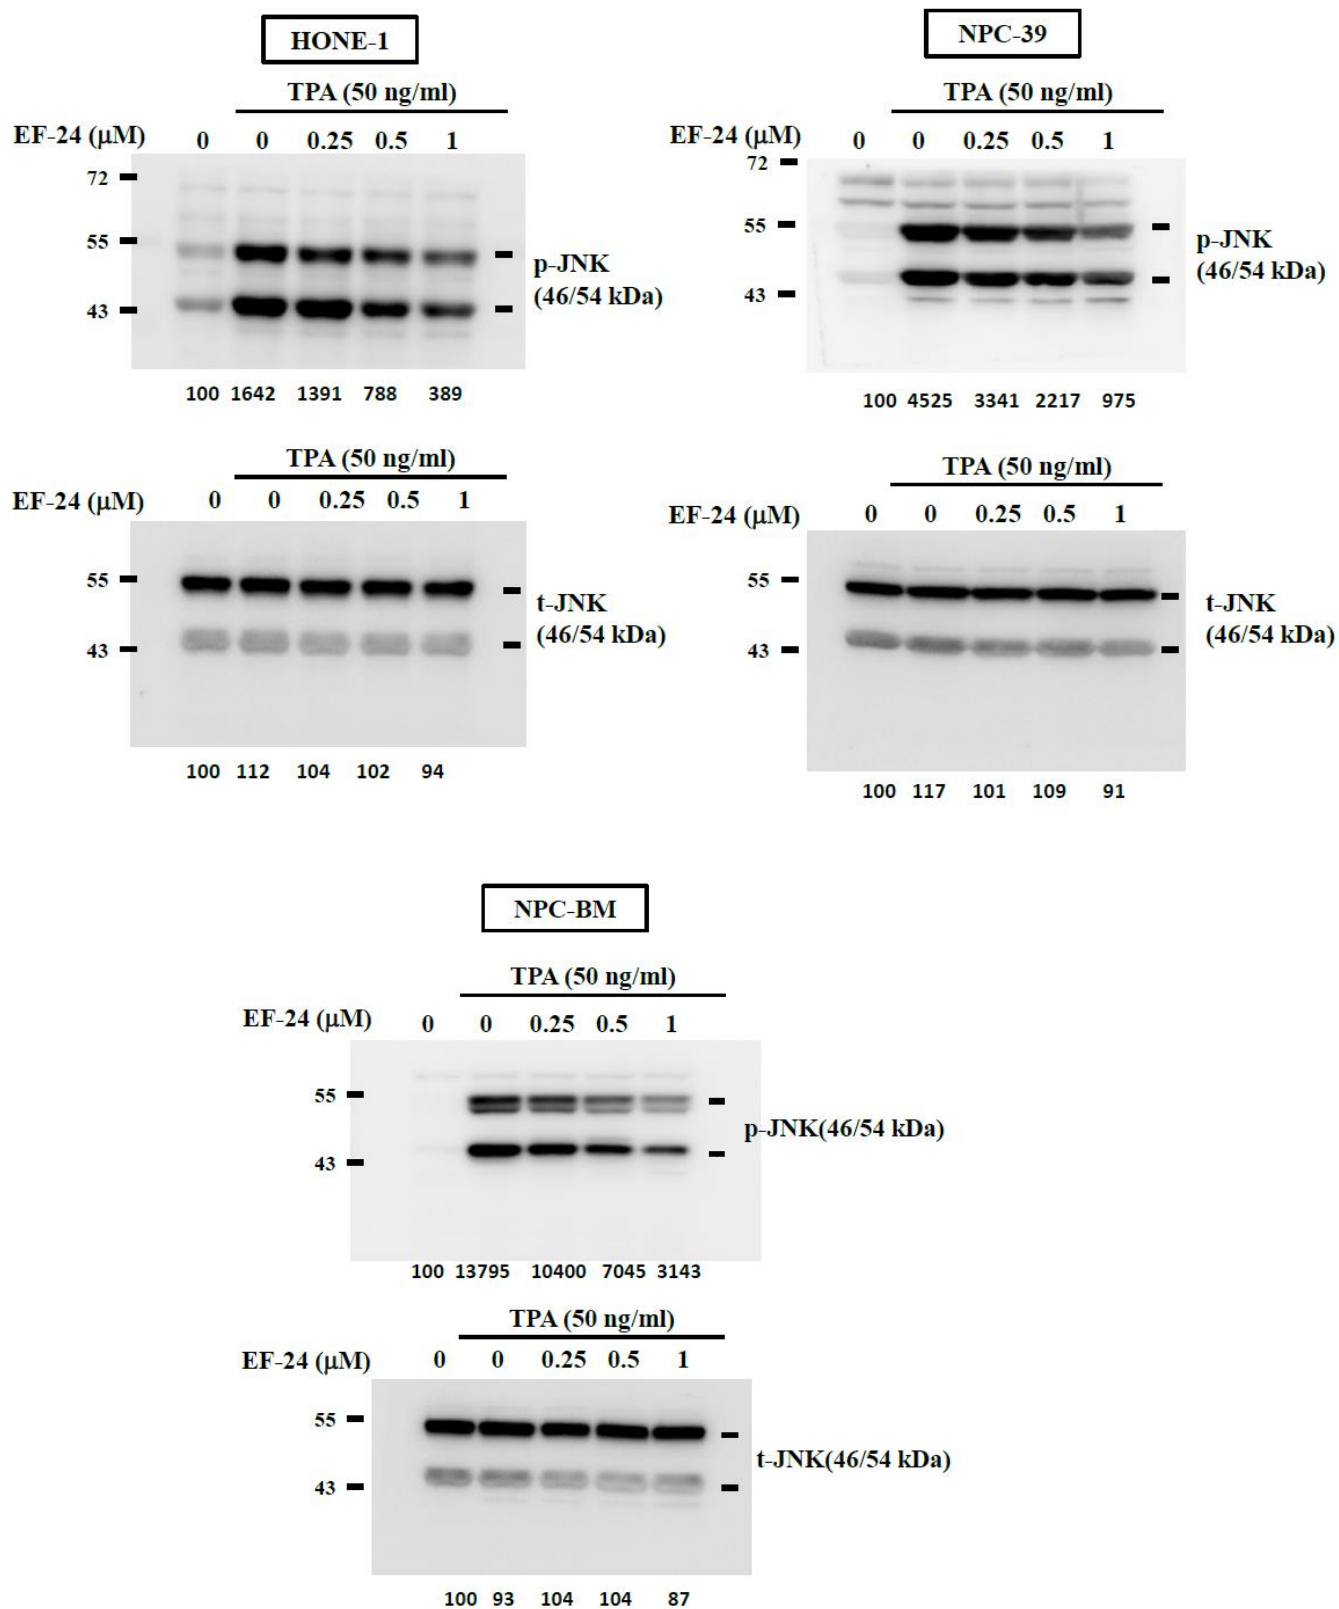 HONE-1
TPA (50 ng/ml)
EF-24 (μM) 0 0 0.25 0.5 1
72
55
43
p-JNK
(46/54 kDa)
100 1642 1391 788 389
TPA (50 ng/ml)
EF-24 (μM) 0 0 0.25 0.5 1
55
43
t-JNK
(46/54 kDa)
100 112 104 102 94
NPC-39
TPA (50 ng/ml)
EF-24 (μM) 0 0 0.25 0.5 1
72
55
43
p-JNK
(46/54 kDa)
100 4525 3341 2217 975
TPA (50 ng/ml)
EF-24 (μM) 0 0 0.25 0.5 1
55
43
t-JNK
(46/54 kDa)
100 117 101 109 91
NPC-BM
TPA (50 ng/ml)
EF-24 (μM) 0 0 0.25 0.5 1
55
43
p-JNK(46/54 kDa)
100 13795 10400 7045 3143
TPA (50 ng/ml)
EF-24 (μM) 0 0 0.25 0.5 1
55
43
t-JNK(46/54 kDa)
100 93 104 104 87